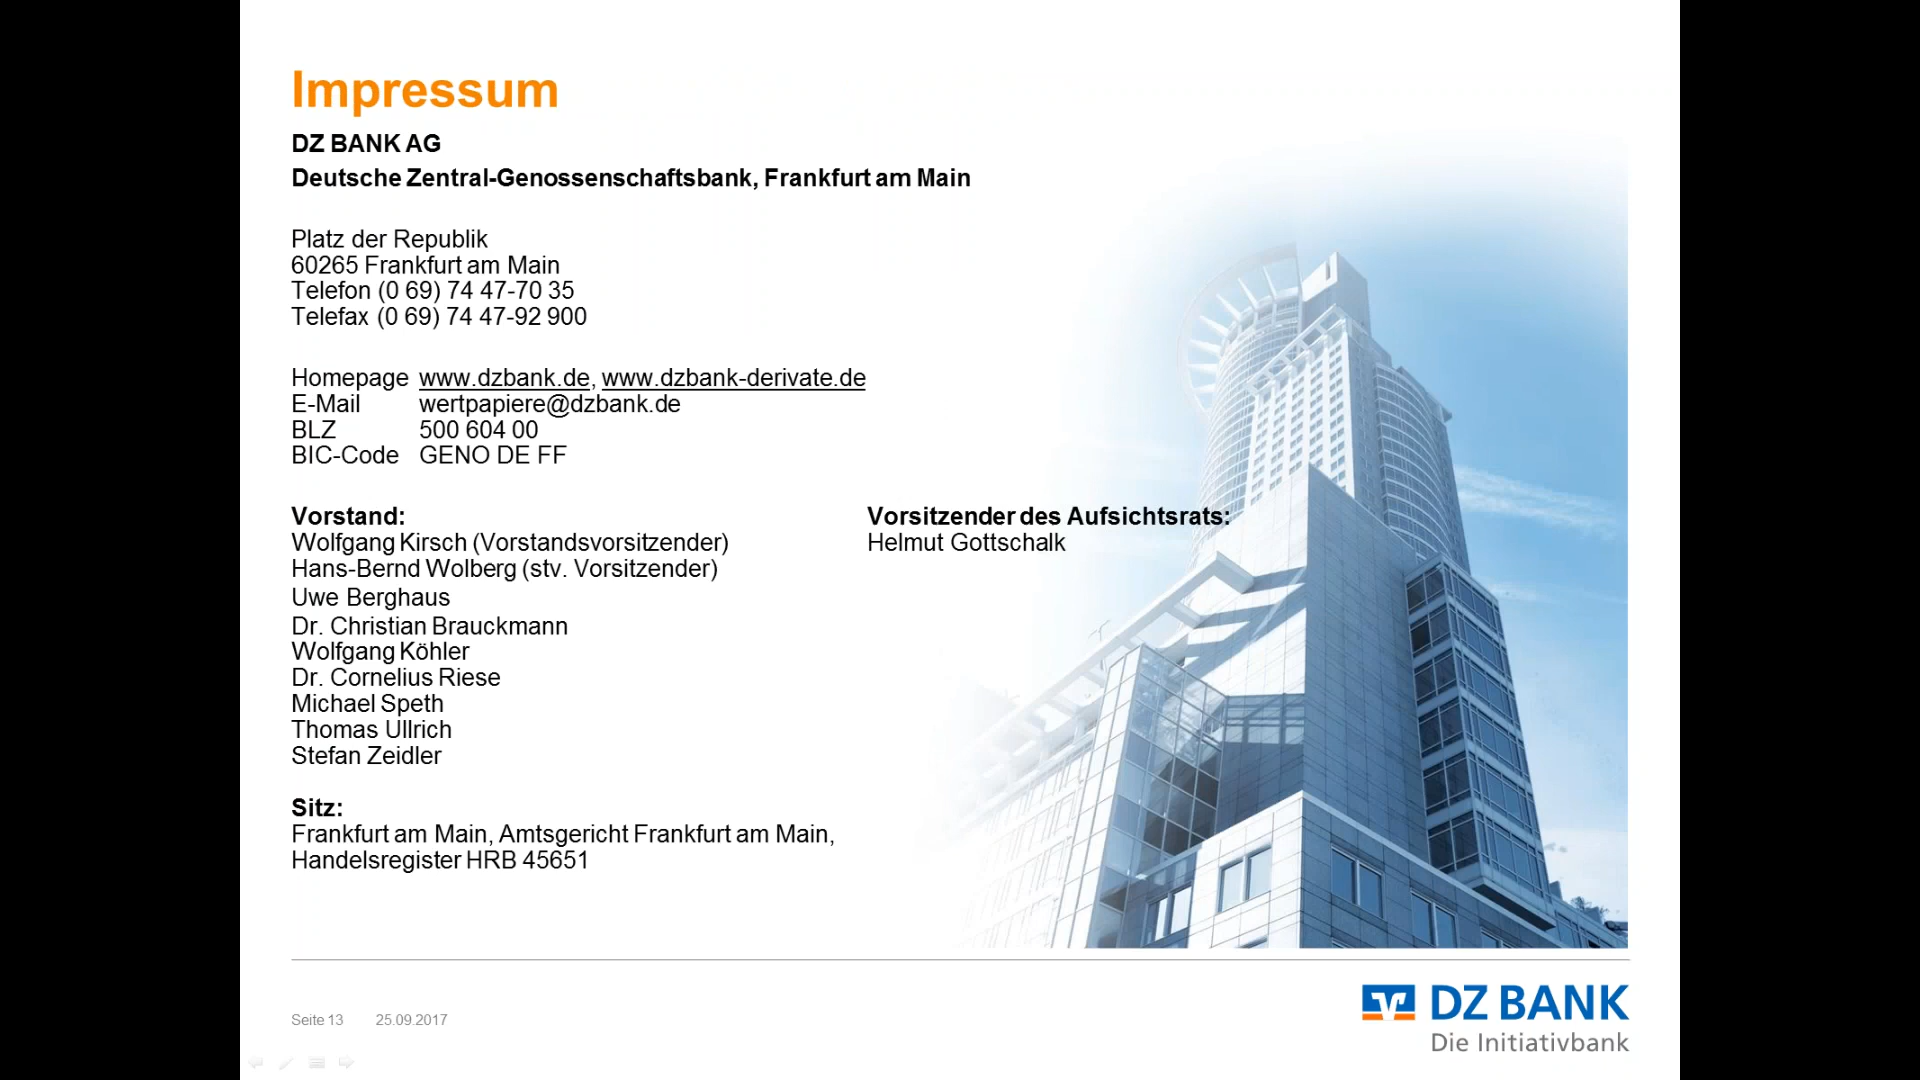 Impressum
DZ BANK AG
Deutsche Zentral-Genossenschaftsbank, Frankfurt am Main
Platz der Republik
60265 Frankfurt am Main
Telefon (0 69) 74 47-70 35
Telefax (0 69) 74 47-92 900
Homepage www.dzbank.de, www.dzbank-derivate.de
E-Mail wertpapiere@dzbank.de
BLZ 500 604 00
BIC-Code GENO DE FF
Vorstand:
Wolfgang Kirsch (Vorstandsvorsitzender)
Hans-Bernd Wolberg (stv. Vorsitzender)
Uwe Berghaus
Dr. Christian Brauckmann
Wolfgang Köhler
Dr. Cornelius Riese
Michael Speth
Thomas Ullrich
Stefan Zeidler
Vorsitzender des Aufsichtsrats:
Helmut Gottschalk
Sitz:
Frankfurt am Main, Amtsgericht Frankfurt am Main,
Handelsregister HRB 45651
Seite 13 25.09.2017
DZ BANK
Die Initiativbank